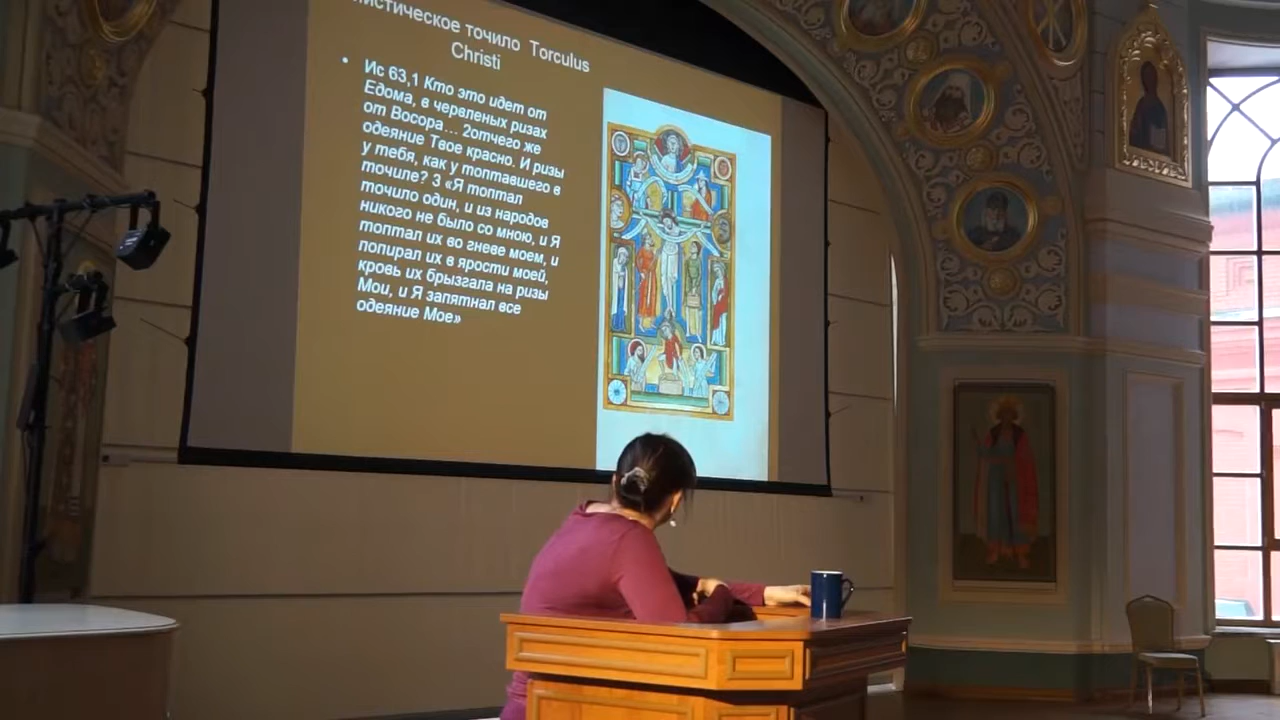 точило Torculus
Christi
• Ис 63,1 Кто это идет от
Едома, в червленых ризах
от Восора… 2отчего же
одеяние Твое красно. И ризы
у тебя, как у топтавшего в
точиле? 3 «Я топтал
точило один, и из народов
никого не было со мною, и Я
топтал их во гневе моем, и
попирал их в ярости моей,
кровь их брызгала на ризы
Мои, и Я запятнал все
одеяние Мое»